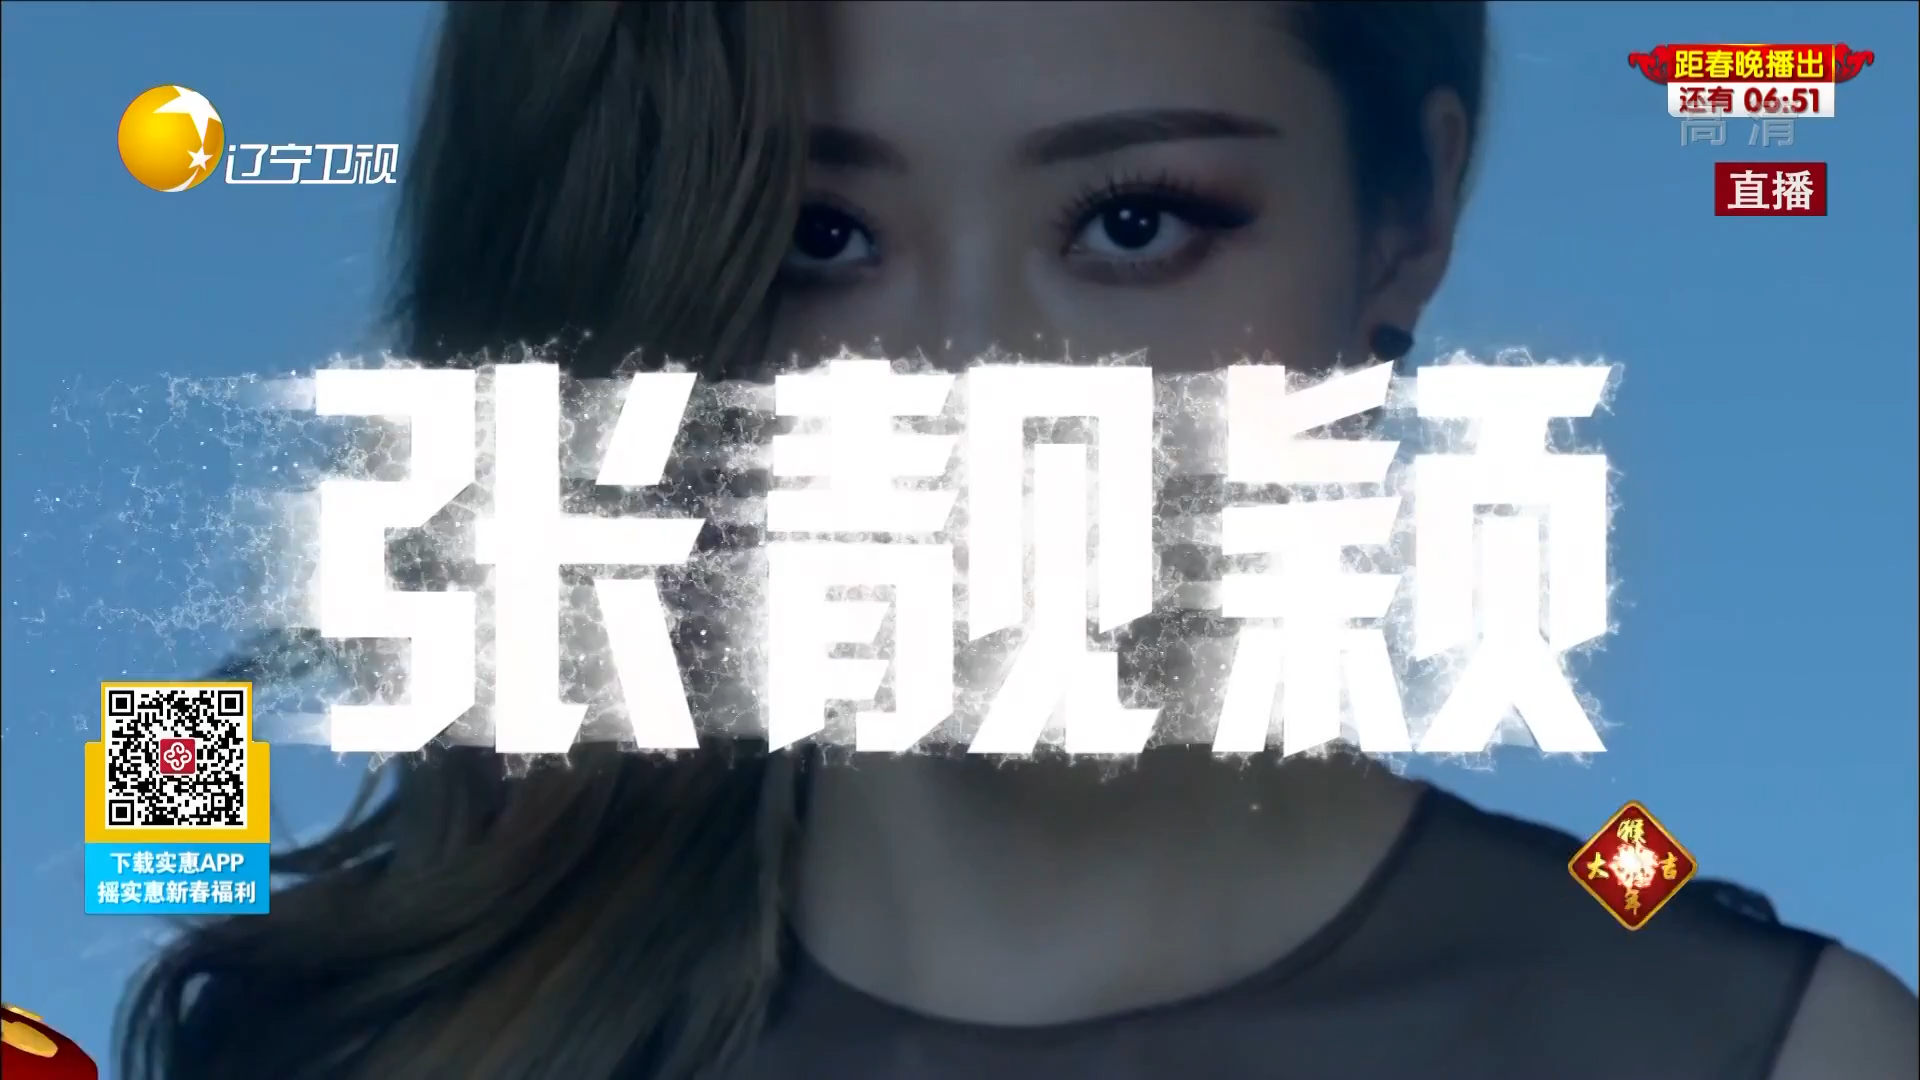 辽宁卫视
距春晚播出
还有 06:51
高清
直播
张靓颖
下载实惠APP
摇实惠新春福利
猴
大 吉
年